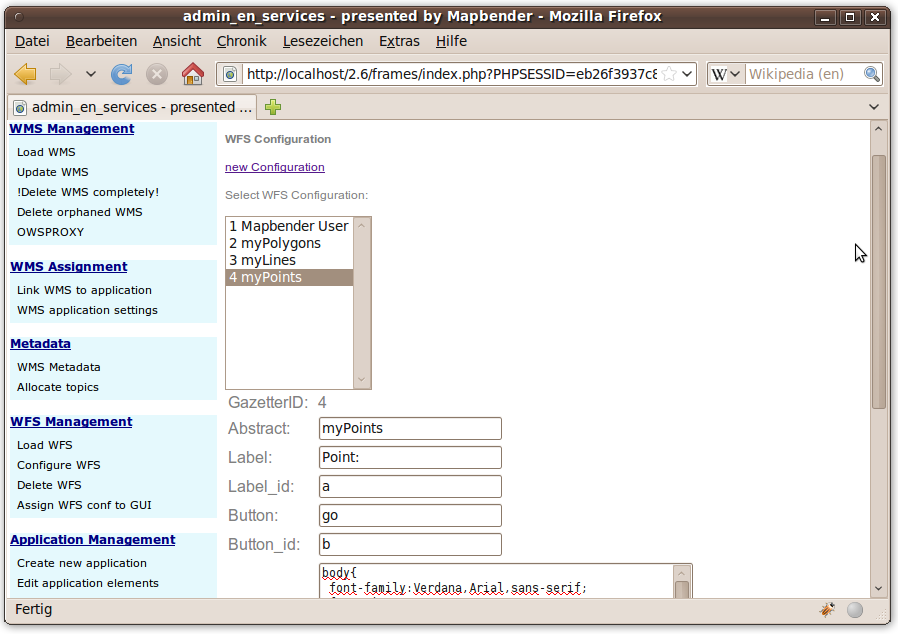 admin_en_services - presented by Mapbender - Mozilla Firefox
Datei Bearbeiten Ansicht Chronik Lesezeichen Extras Hilfe
http://localhost/2.6/frames/index.php?PHPSESSID=eb26f3937c8 W Wikipedia (en)
admin_en_services - presented ...
WMS Management
Load WMS
Update WMS
!Delete WMS completely!
Delete orphaned WMS
OWSPROXY
WMS Assignment
Link WMS to application
WMS application settings
Metadata
WMS Metadata
Allocate topics
WFS Management
Load WFS
Configure WFS
Delete WFS
Assign WFS conf to GUI
Application Management
Create new application
Edit application elements
WFS Configuration
new Configuration
Select WFS Configuration:
1 Mapbender User
2 myPolygons
3 myLines
4 myPoints
GazetterID: 4
Abstract: myPoints
Label: Point:
Label_id: a
Button: go
Button_id: b
body{
font-family:Verdana,Arial,sans-serif;
Fertig